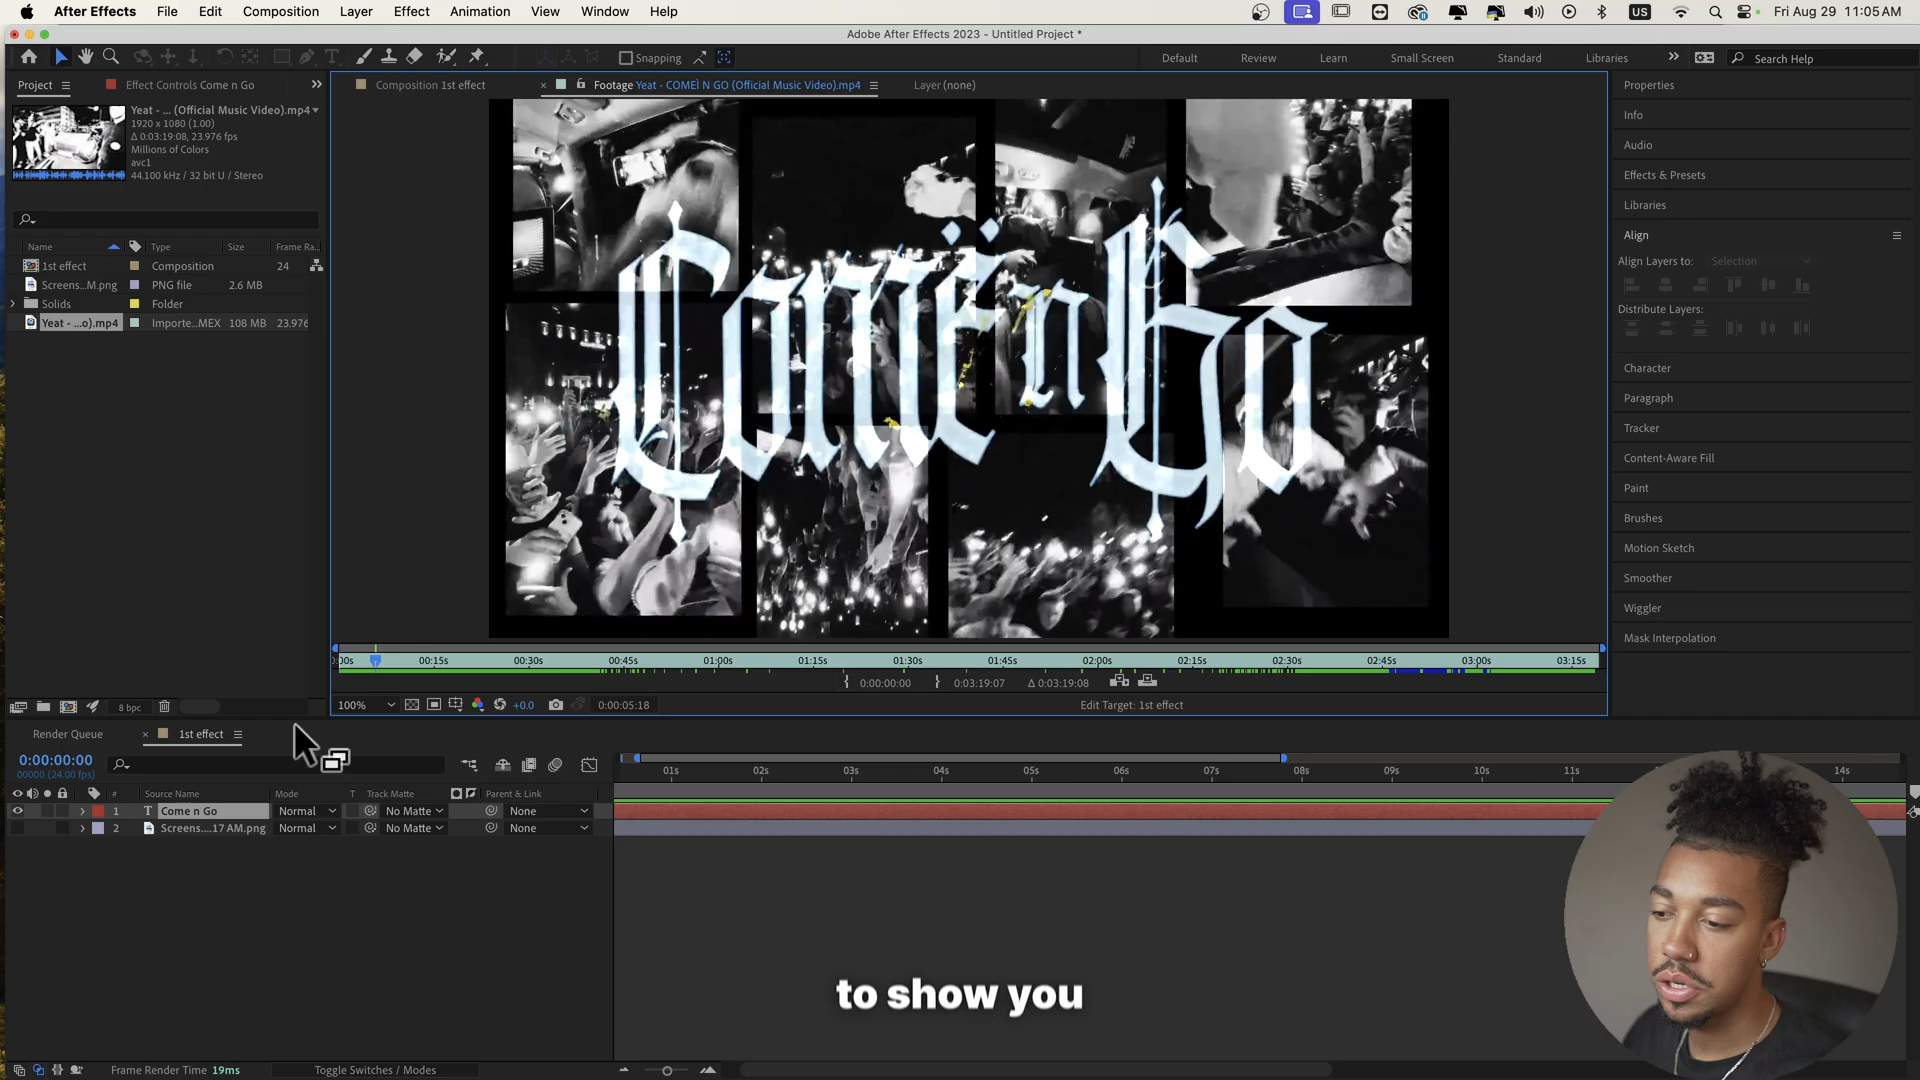 After Effects File Edit Composition Layer Effect Animation View Window Help US Fri Aug 29 11:05 AM
Adobe After Effects 2023 - Untitled Project *
Snapping Default Review Learn Small Screen Standard Libraries Search Help
Project Effect Controls Come n Go Composition 1st effect Footage Yeat - COMEÏ N GO (Official Music Video).mp4 Layer (none) Properties
Yeat - ... (Official Music Video).mp4
1920 x 1080 (1.00)
Δ 0:03:19:08, 23.976 fps
Millions of Colors
avc1
44.100 kHz / 32 bit U / Stereo
Name Type Size Frame Ra...
1st effect Composition 24
Screens...M.png PNG file 2.6 MB
Solids Folder
Yeat - ...o).mp4 Importe...MEX 108 MB 23.976
8 bpc
Comë n Go
00:15s 00:30s 00:45s 01:00s 01:15s 01:30s 01:45s 02:00s 02:15s 02:30s 02:45s 03:00s 03:15s
0:00:00:00 0:03:19:07 Δ 0:03:19:08
100% +0.0 0:00:05:18 Edit Target: 1st effect
Info
Audio
Effects & Presets
Libraries
Align
Align Layers to: Selection
Distribute Layers:
Character
Paragraph
Tracker
Content-Aware Fill
Paint
Brushes
Motion Sketch
Smoother
Wiggler
Mask Interpolation
Render Queue 1st effect
0:00:00:00
00000 (24.00 fps)
01s 02s 03s 04s 05s 06s 07s 08s 09s 10s 11s 14s
# Source Name Mode T Track Matte Parent & Link
1 T Come n Go Normal No Matte None
2 Screens....17 AM.png Normal No Matte None
to show you
Frame Render Time 19ms Toggle Switches / Modes